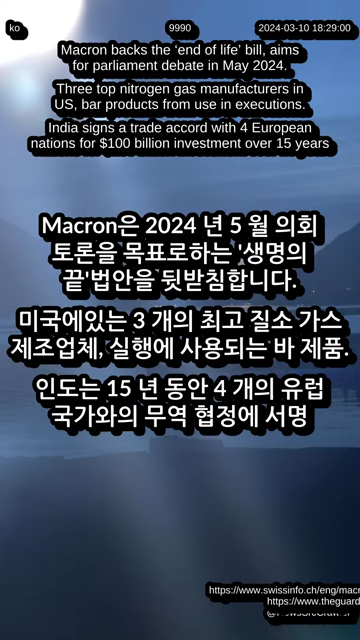 ko 9990 2024-03-10 18:29:00
Macron backs the ‘end of life’ bill, aims
for parliament debate in May 2024.
Three top nitrogen gas manufacturers in
US, bar products from use in executions.
India signs a trade accord with 4 European
nations for $100 billion investment over 15 years
Macron은 2024 년 5 월 의회
토론을 목표로하는 '생명의
끝'법안을 뒷받침합니다.
미국에있는 3 개의 최고 질소 가스
제조업체, 실행에 사용되는 바 제품.
인도는 15 년 동안 4 개의 유럽
국가와의 무역 협정에 서명
https://www.swissinfo.ch/eng/macr
https://www.theguard